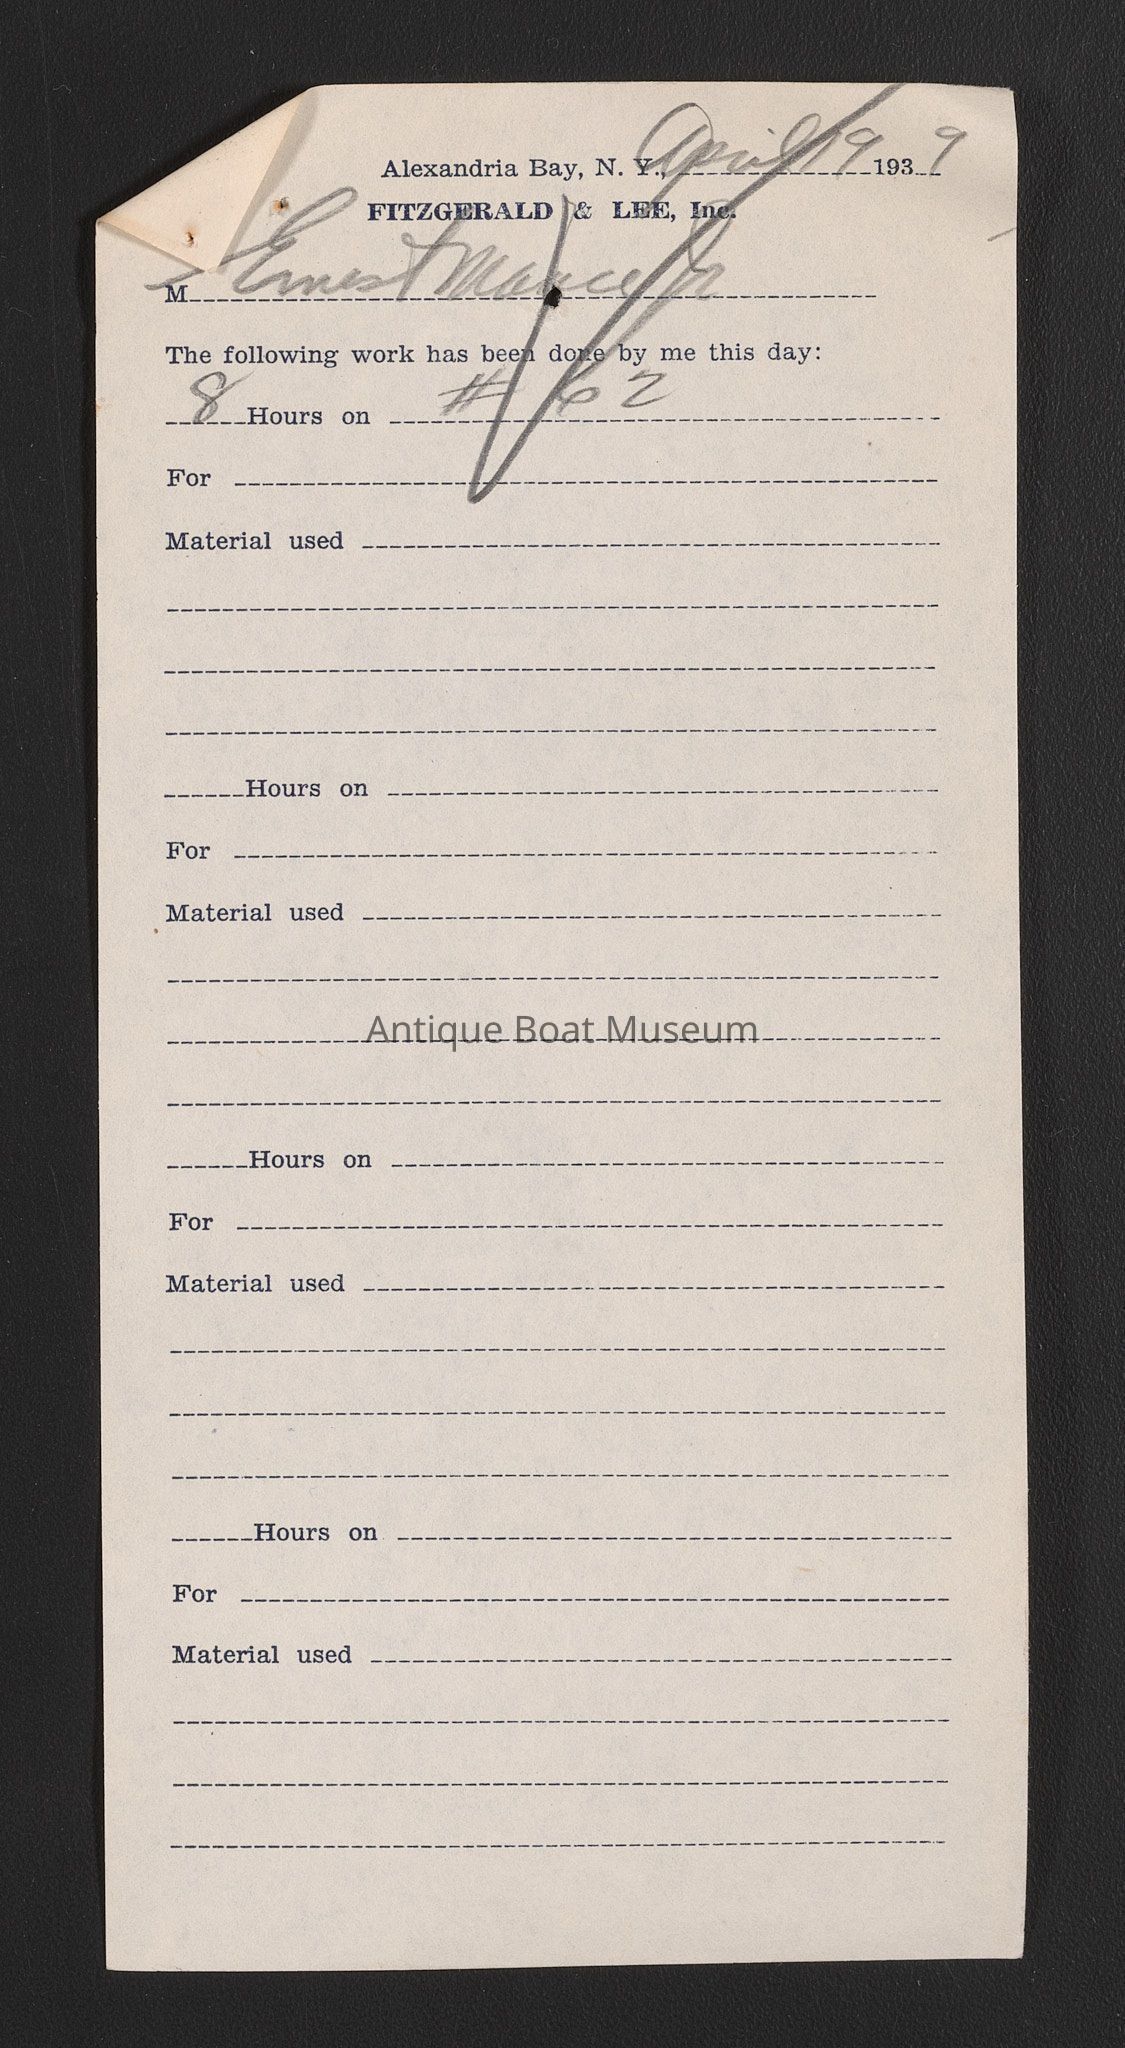 Alexandria Bay, N. Y., April 19 1939
FITZGERALD & LEE, Inc.
M Ernest Mance Jr
The following work has been done by me this day:
8 Hours on # 62
For
Material used
Hours on
For
Material used
Antique Boat Museum
Hours on
For
Material used
Hours on
For
Material used